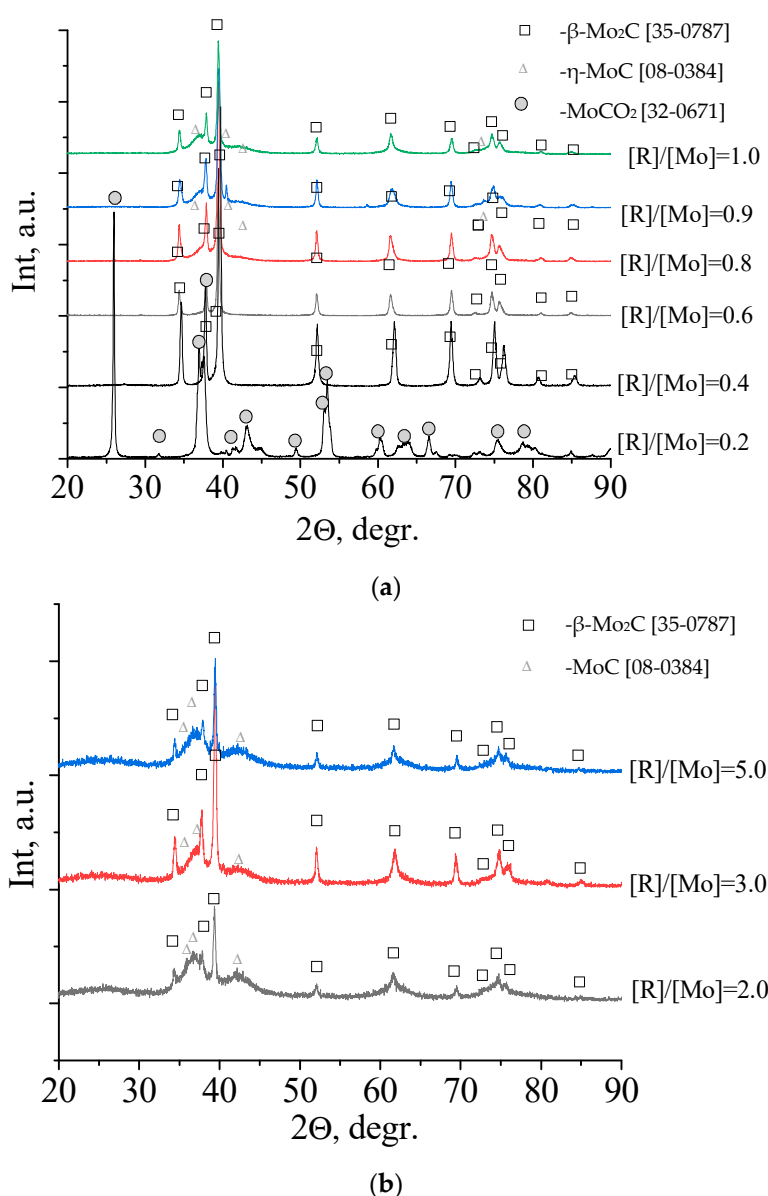 -β-Mo₂C [35-0787]
-η-MoC [08-0384]
-MoCO₂ [32-0671]
[R]/[Mo]=1.0
[R]/[Mo]=0.9
[R]/[Mo]=0.8
[R]/[Mo]=0.6
[R]/[Mo]=0.4
[R]/[Mo]=0.2
Int, a.u.
20 30 40 50 60 70 80 90
2Θ, degr.
(a)
-β-Mo₂C [35-0787]
-MoC [08-0384]
[R]/[Mo]=5.0
[R]/[Mo]=3.0
[R]/[Mo]=2.0
Int, a.u.
20 30 40 50 60 70 80 90
2Θ, degr.
(b)